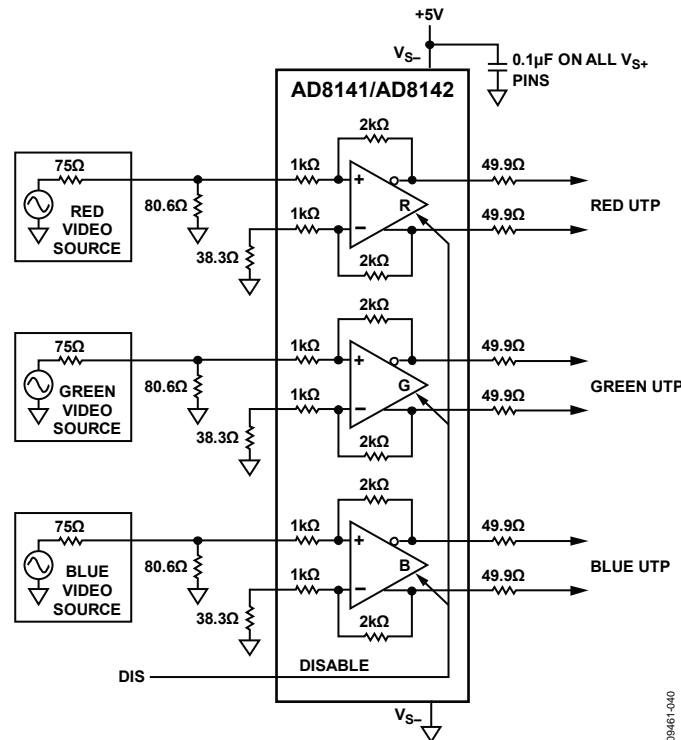 +5V
VS–
0.1µF ON ALL VS+
PINS
AD8141/AD8142
2kΩ
75Ω
1kΩ
49.9Ω
+
R
RED UTP
80.6Ω
RED
VIDEO
SOURCE
1kΩ
–
49.9Ω
38.3Ω
2kΩ
2kΩ
75Ω
1kΩ
49.9Ω
+
G
GREEN UTP
80.6Ω
GREEN
VIDEO
SOURCE
1kΩ
–
49.9Ω
38.3Ω
2kΩ
2kΩ
75Ω
1kΩ
49.9Ω
+
B
BLUE UTP
80.6Ω
BLUE
VIDEO
SOURCE
1kΩ
–
49.9Ω
38.3Ω
2kΩ
DISABLE
DIS
VS–
09461-040